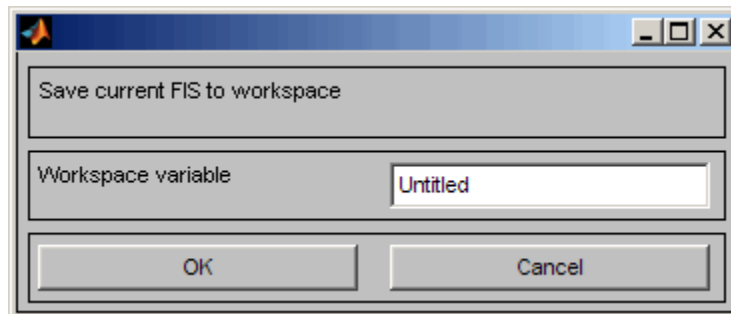 Save current FIS to workspace
Workspace variable
Untitled
OK
Cancel